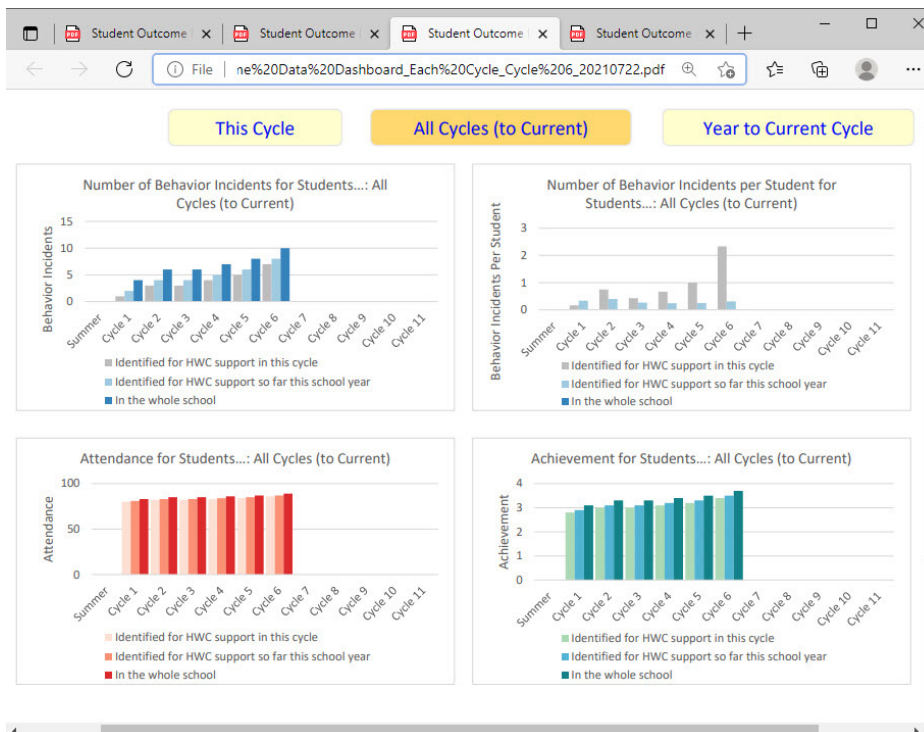 Student Outcome
Student Outcome
Student Outcome
Student Outcome
File
ne%20Data%20Dashboard_Each%20Cycle_Cycle%206_20210722.pdf
This Cycle
All Cycles (to Current)
Year to Current Cycle
Number of Behavior Incidents for Students...: All
Cycles (to Current)
Behavior Incidents
15
10
5
0
Summer
Cycle 1
Cycle 2
Cycle 3
Cycle 4
Cycle 5
Cycle 6
Cycle 7
Cycle 8
Cycle 9
Cycle 10
Cycle 11
Identified for HWC support in this cycle
Identified for HWC support so far this school year
In the whole school
Number of Behavior Incidents per Student for
Students...: All Cycles (to Current)
Behavior Incidents Per Student
3
2
1
0
Summer
Cycle 1
Cycle 2
Cycle 3
Cycle 4
Cycle 5
Cycle 6
Cycle 7
Cycle 8
Cycle 9
Cycle 10
Cycle 11
Identified for HWC support in this cycle
Identified for HWC support so far this school year
In the whole school
Attendance for Students...: All Cycles (to Current)
Attendance
100
50
0
Summer
Cycle 1
Cycle 2
Cycle 3
Cycle 4
Cycle 5
Cycle 6
Cycle 7
Cycle 8
Cycle 9
Cycle 10
Cycle 11
Identified for HWC support in this cycle
Identified for HWC support so far this school year
In the whole school
Achievement for Students...: All Cycles (to Current)
Achievement
4
3
2
1
0
Summer
Cycle 1
Cycle 2
Cycle 3
Cycle 4
Cycle 5
Cycle 6
Cycle 7
Cycle 8
Cycle 9
Cycle 10
Cycle 11
Identified for HWC support in this cycle
Identified for HWC support so far this school year
In the whole school